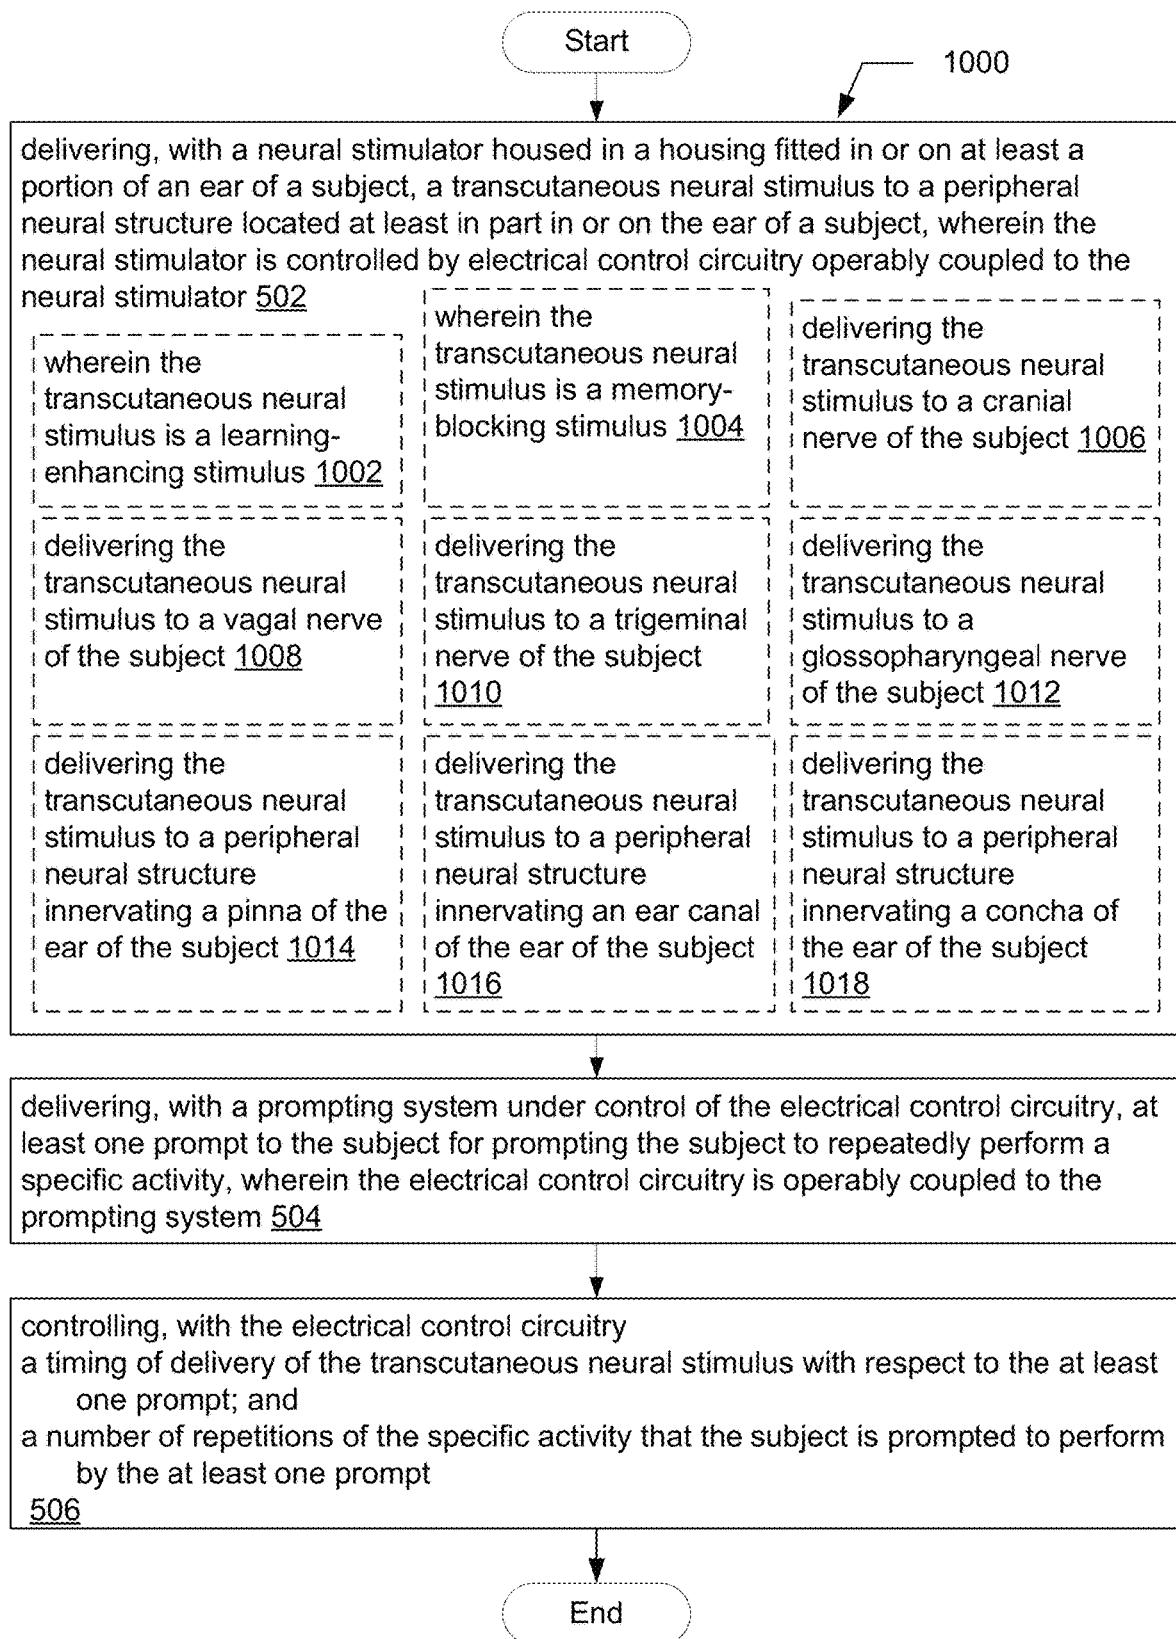 Start
1000
delivering, with a neural stimulator housed in a housing fitted in or on at least a
portion of an ear of a subject, a transcutaneous neural stimulus to a peripheral
neural structure located at least in part in or on the ear of a subject, wherein the
neural stimulator is controlled by electrical control circuitry operably coupled to the
neural stimulator 502
wherein the
transcutaneous neural
stimulus is a learning-
enhancing stimulus 1002
wherein the
transcutaneous neural
stimulus is a memory-
blocking stimulus 1004
delivering the
transcutaneous neural
stimulus to a cranial
nerve of the subject 1006
delivering the
transcutaneous neural
stimulus to a vagal nerve
of the subject 1008
delivering the
transcutaneous neural
stimulus to a trigeminal
nerve of the subject
1010
delivering the
transcutaneous neural
stimulus to a
glossopharyngeal nerve
of the subject 1012
delivering the
transcutaneous neural
stimulus to a peripheral
neural structure
innervating a pinna of the
ear of the subject 1014
delivering the
transcutaneous neural
stimulus to a peripheral
neural structure
innervating an ear canal
of the ear of the subject
1016
delivering the
transcutaneous neural
stimulus to a peripheral
neural structure
innervating a concha of
the ear of the subject
1018
delivering, with a prompting system under control of the electrical control circuitry, at
least one prompt to the subject for prompting the subject to repeatedly perform a
specific activity, wherein the electrical control circuitry is operably coupled to the
prompting system 504
controlling, with the electrical control circuitry
a timing of delivery of the transcutaneous neural stimulus with respect to the at least
one prompt; and
a number of repetitions of the specific activity that the subject is prompted to perform
by the at least one prompt
506
End